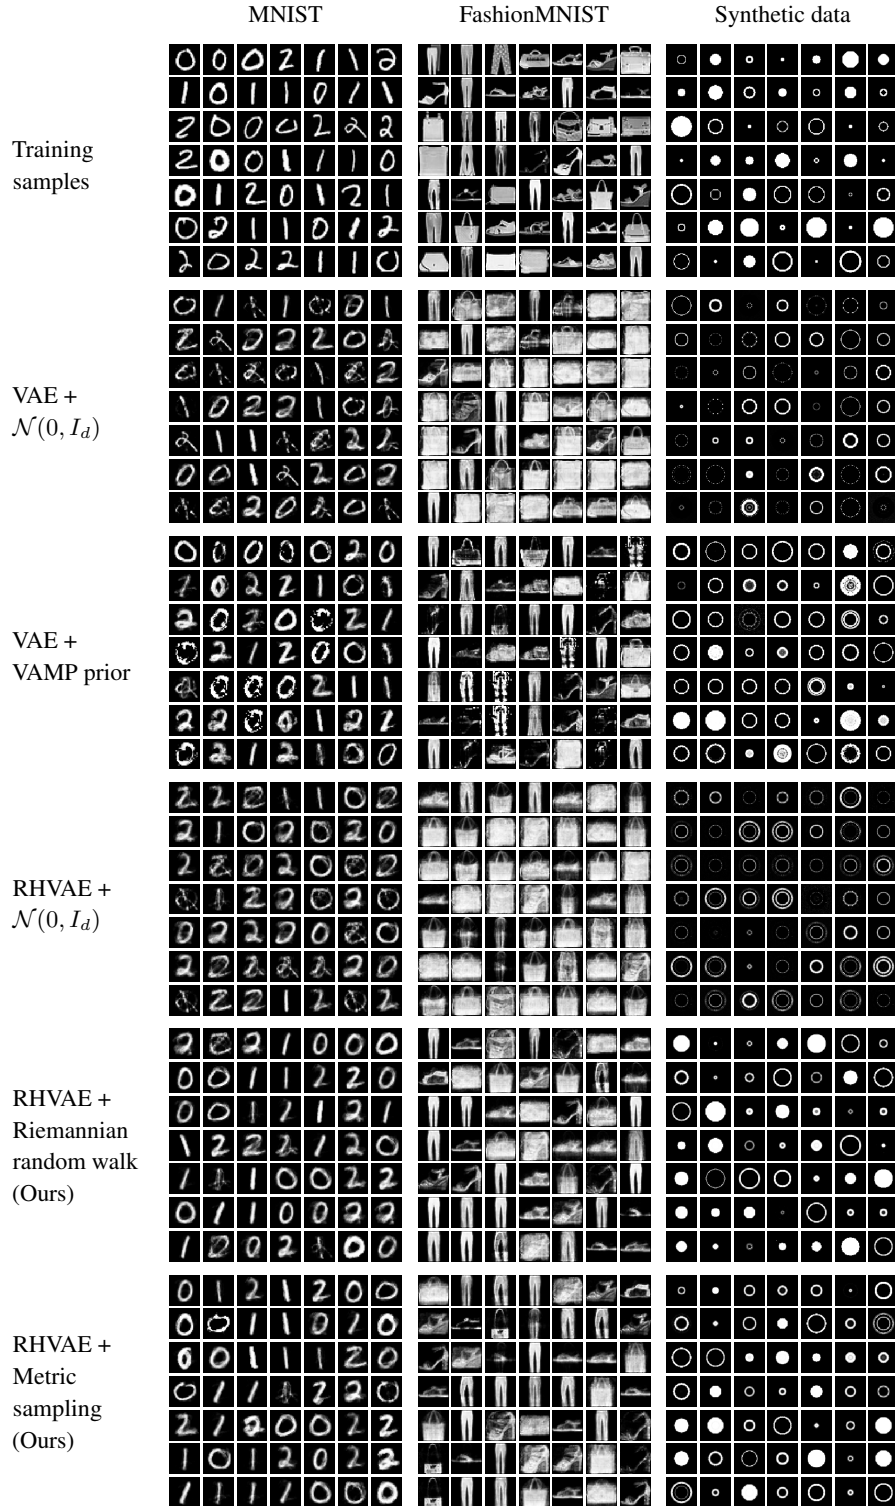 MNIST
FashionMNIST
Synthetic data
Training
samples
VAE +
𝒩(0, I_d)
VAE +
VAMP prior
RHVAE +
𝒩(0, I_d)
RHVAE +
Riemannian
random walk
(Ours)
RHVAE +
Metric
sampling
(Ours)